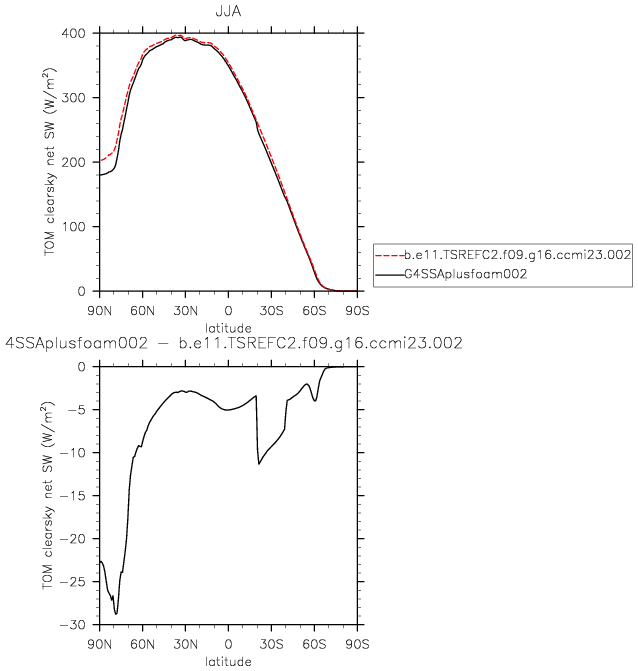 JJA
TOM clearsky net SW (W/m²)
400
300
200
100
0
90N 60N 30N 0 30S 60S 90S
latitude
b.e11.TSREFC2.f09.g16.ccmi23.002
G4SSAplusfoam002
4SSAplusfoam002 − b.e11.TSREFC2.f09.g16.ccmi23.002
TOM clearsky net SW (W/m²)
0
−5
−10
−15
−20
−25
−30
90N 60N 30N 0 30S 60S 90S
latitude